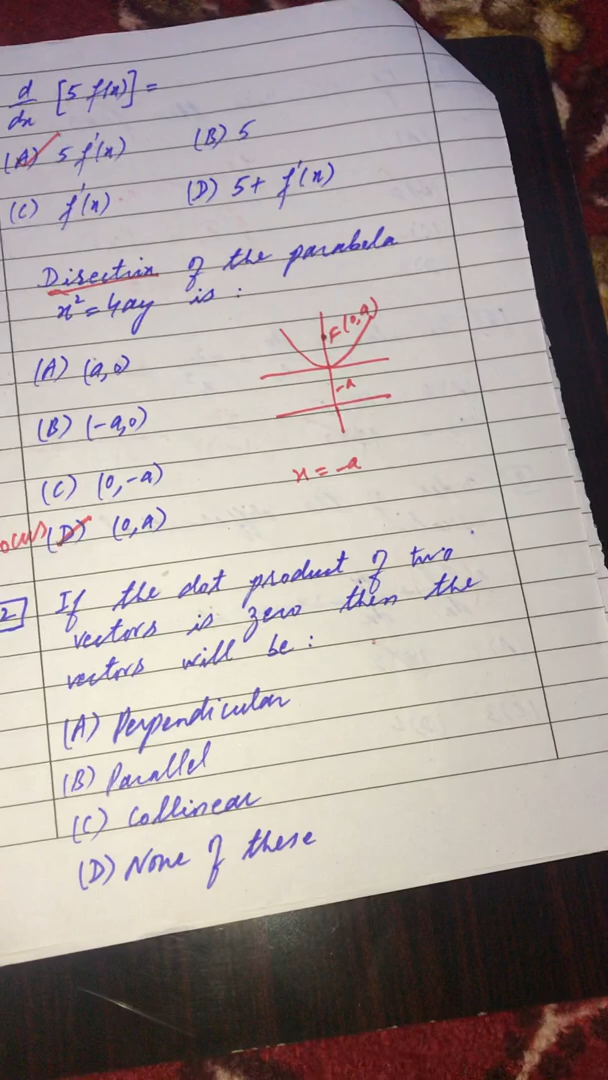 d/dx [5 f(x)] =
(A) 5 f'(x) (B) 5
(C) f'(x) (D) 5 + f'(x)
Directrix of the parabola
x² = 4ay is :
F(0,a)
(A) (a,0)
-a
(B) (-a,0)
(C) (0,-a)
x = -a
ocus (D) (0,a)
2 If the dot product of two
vectors is zero then the
vectors will be :
(A) Perpendicular
(B) Parallel
(C) Collinear
(D) None of these